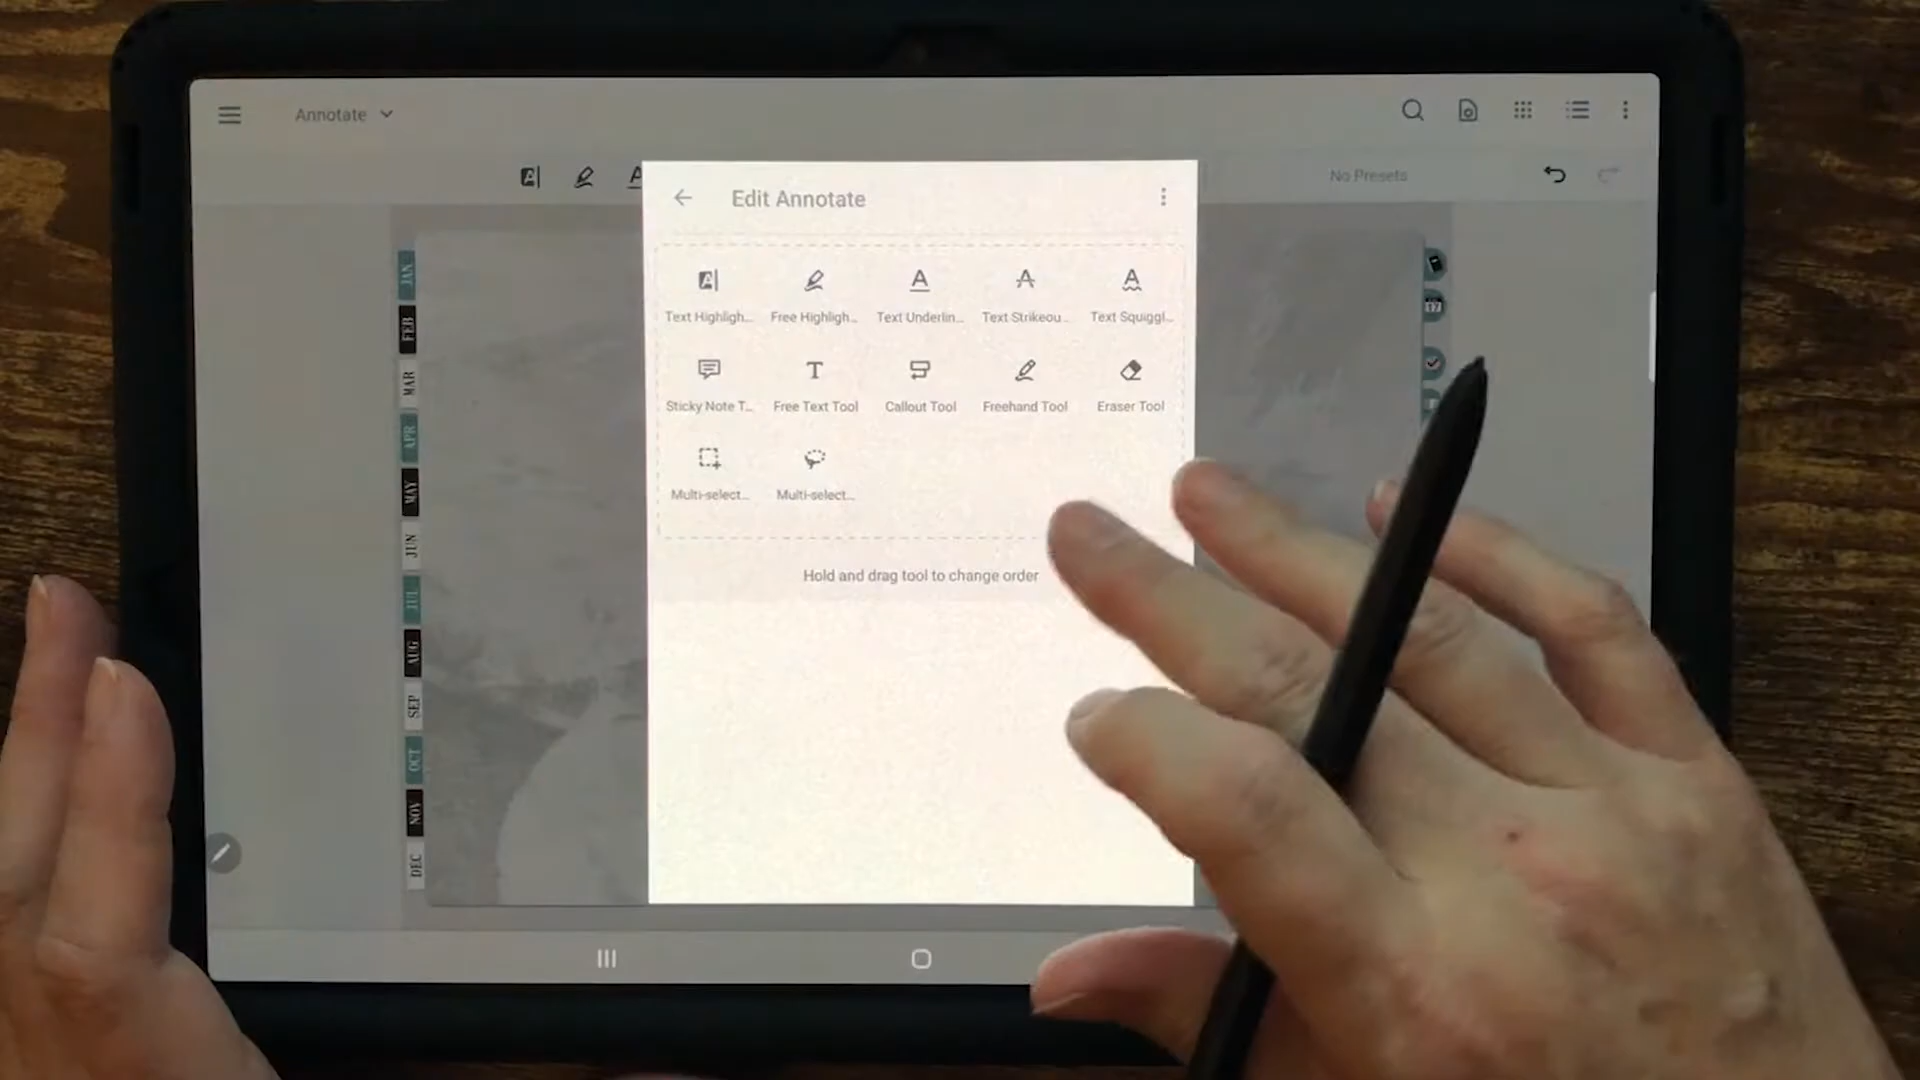 Annotate
No Presets
Edit Annotate
Text Highligh...
Free Highligh...
Text Underlin...
Text Strikeou...
Text Squiggl...
Sticky Note T...
Free Text Tool
Callout Tool
Freehand Tool
Eraser Tool
Multi-select...
Multi-select...
Hold and drag tool to change order
JAN
FEB
MAR
APR
MAY
JUN
JUL
AUG
SEP
OCT
NOV
DEC
17